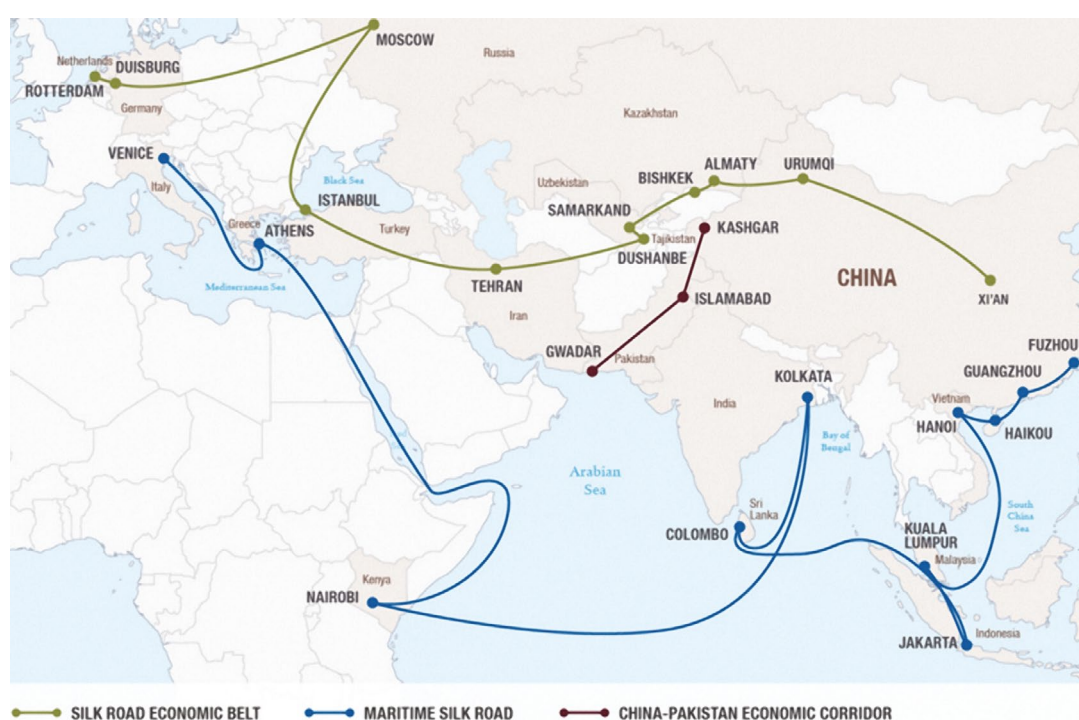 MOSCOW
Russia
Netherlands
DUISBURG
ROTTERDAM
Germany
Kazakhstan
VENICE
ALMATY
URUMQI
BISHKEK
Italy
Black Sea
Uzbekistan
ISTANBUL
SAMARKAND
Greece
ATHENS
Turkey
KASHGAR
Tajikistan
DUSHANBE
CHINA
Mediterranean Sea
TEHRAN
ISLAMABAD
XI'AN
Iran
GWADAR
Pakistan
FUZHOU
GUANGZHOU
KOLKATA
India
Vietnam
HANOI
HAIKOU
Bay of
Bengal
Arabian
Sea
Sri
Lanka
COLOMBO
South
China
Sea
KUALA
LUMPUR
Malaysia
Kenya
NAIROBI
JAKARTA
Indonesia
SILK ROAD ECONOMIC BELT
MARITIME SILK ROAD
CHINA-PAKISTAN ECONOMIC CORRIDOR